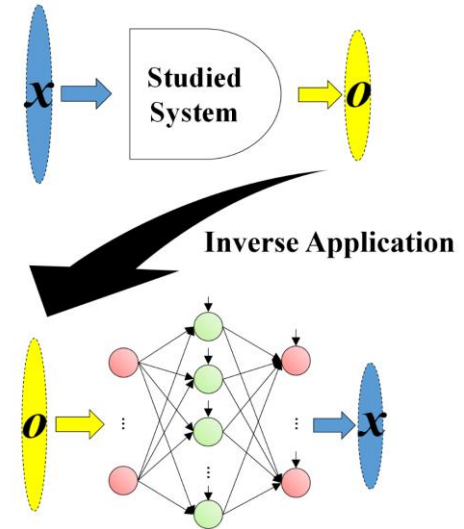 x
Studied
System
o
Inverse Application
o
...
...
...
...
x